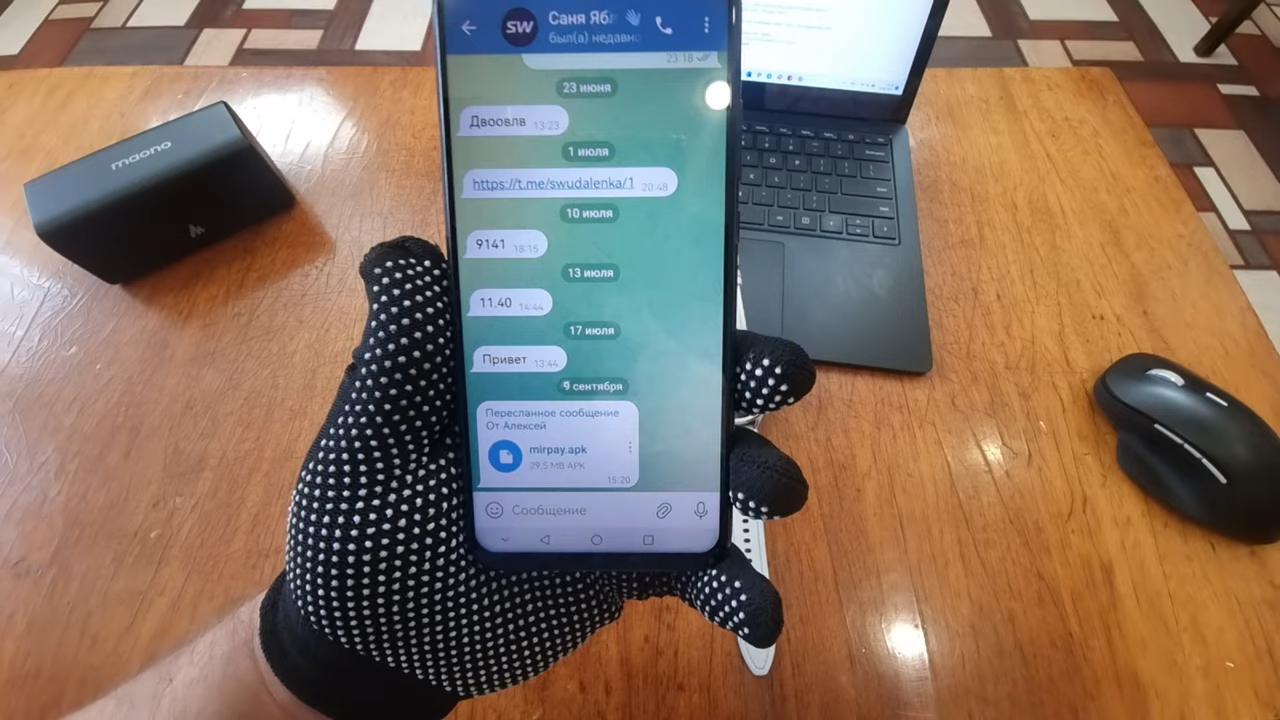 maono
SW
Саня Ябл
был(а) недавно
23:18
23 июня
Двоовлв 13:23
1 июля
https://t.me/swudalenka/1 20:48
10 июля
9141 18:15
13 июля
11.40 14:44
17 июля
Привет 13:44
9 сентября
Пересланное сообщение
От Алексей
mirpay.apk
29,5 MB APK
15:20
Сообщение